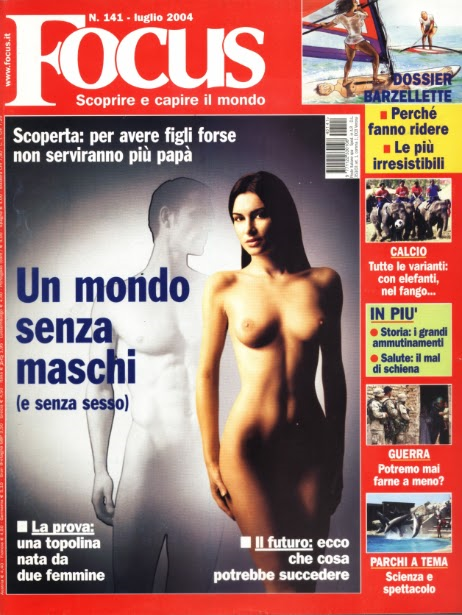 N. 141 - luglio 2004
www.focus.it
FOCUS
Scoprire e capire il mondo
Scoperta: per avere figli forse
non serviranno più papà
Un mondo
senza
maschi
(e senza sesso)
La prova:
una topolina
nata da
due femmine
Il futuro: ecco
che cosa
potrebbe succedere
DOSSIER
BARZELLETTE
Perché
fanno ridere
Le più
irresistibili
CALCIO
Tutte le varianti:
con elefanti,
nel fango...
IN PIU'
Storia: i grandi
ammutinamenti
Salute: il mal
di schiena
GUERRA
Potremo mai
farne a meno?
PARCHI A TEMA
Scienza e
spettacolo